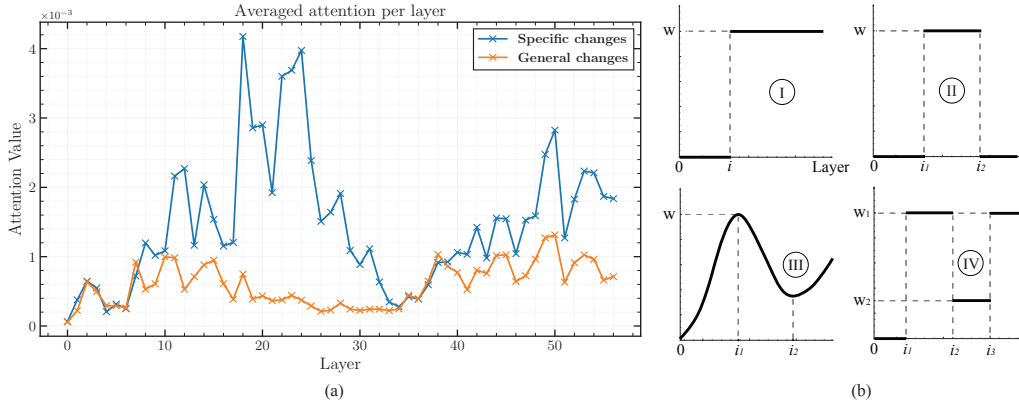 Averaged attention per layer
×10⁻³
4
3
2
1
0
Attention Value
Specific changes
General changes
0
10
20
30
40
50
Layer
(a)
W
0
i
Layer
I
W
0
i₁
i₂
II
W
0
i₁
i₂
III
W₁
W₂
0
i₁
i₂
i₃
IV
(b)